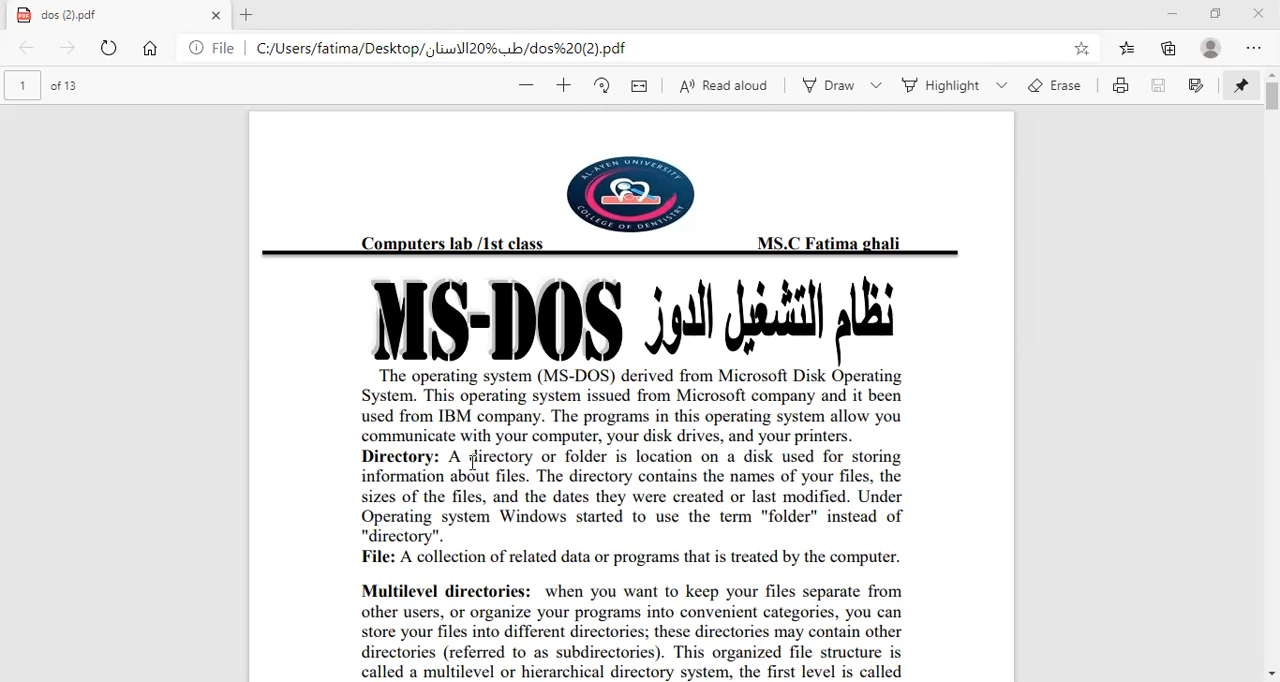 dos (2).pdf
File | C:/Users/fatima/Desktop/طب%20الاسنان/dos%20(2).pdf
1 of 13 Read aloud Draw Highlight Erase
AL-AYEN UNIVERSITY
COLLEGE OF DENTISTRY
Computers lab /1st class MS.C Fatima ghali
MS-DOS نظام التشغيل الدوز
The operating system (MS-DOS) derived from Microsoft Disk Operating
System. This operating system issued from Microsoft company and it been
used from IBM company. The programs in this operating system allow you
communicate with your computer, your disk drives, and your printers.
Directory: A directory or folder is location on a disk used for storing
information about files. The directory contains the names of your files, the
sizes of the files, and the dates they were created or last modified. Under
Operating system Windows started to use the term "folder" instead of
"directory".
File: A collection of related data or programs that is treated by the computer.
Multilevel directories: when you want to keep your files separate from
other users, or organize your programs into convenient categories, you can
store your files into different directories; these directories may contain other
directories (referred to as subdirectories). This organized file structure is
called a multilevel or hierarchical directory system, the first level is called